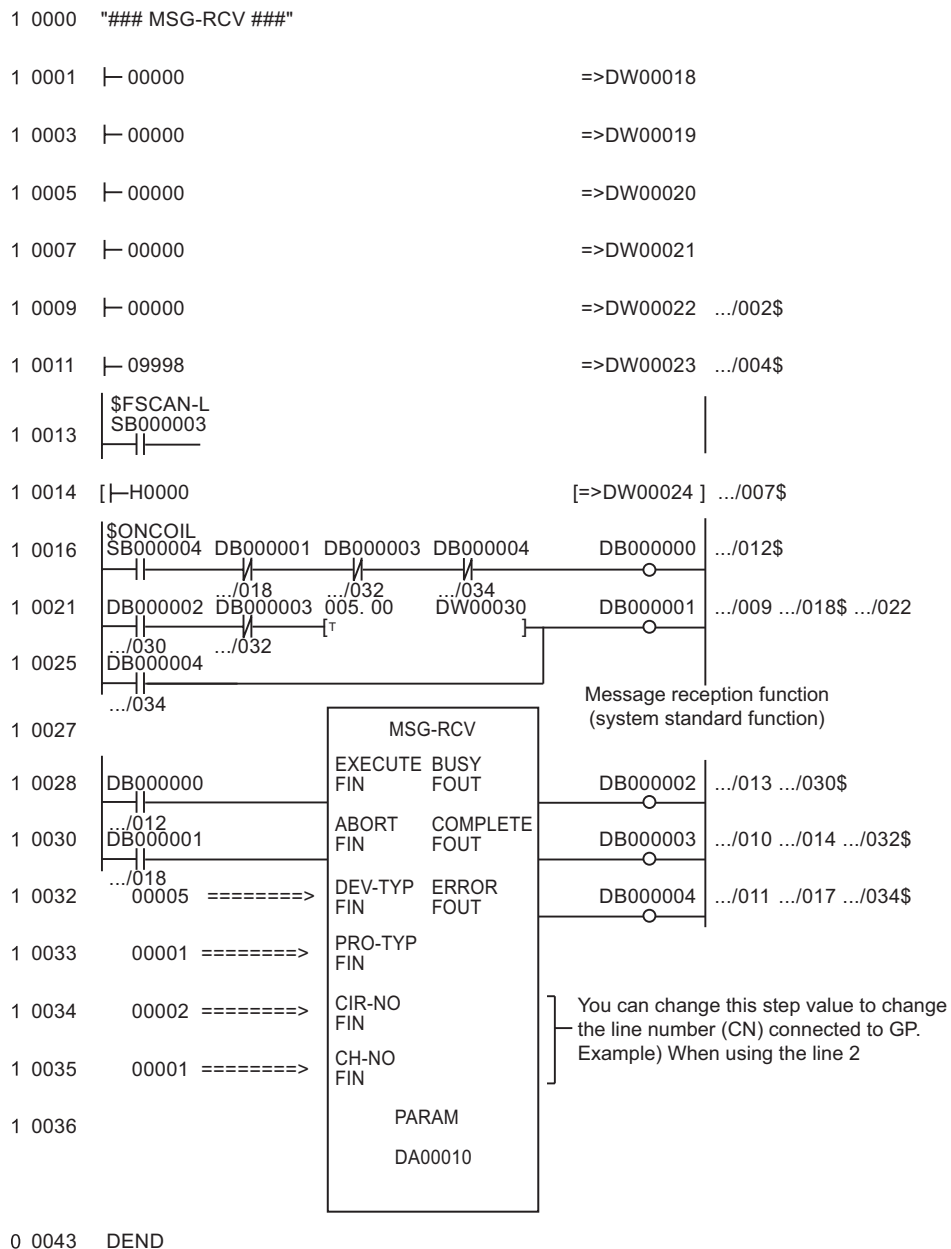 1 0000 "### MSG-RCV ###"
1 0001 ├─ 00000 =>DW00018
1 0003 ├─ 00000 =>DW00019
1 0005 ├─ 00000 =>DW00020
1 0007 ├─ 00000 =>DW00021
1 0009 ├─ 00000 =>DW00022 .../002$
1 0011 ├─ 09998 =>DW00023 .../004$
$FSCAN-L
1 0013 SB000003
1 0014 [├─H0000 [=>DW00024 ] .../007$
$ONCOIL
1 0016 SB000004 DB000001 DB000003 DB000004 DB000000 .../012$
.../018 .../032 .../034
1 0021 DB000002 DB000003 005. 00 DW00030 DB000001 .../009 .../018$ .../022
[T ]
.../030 .../032
1 0025 DB000004
.../034
Message reception function
(system standard function)
1 0027 MSG-RCV
EXECUTE BUSY
1 0028 DB000000 FIN FOUT DB000002 .../013 .../030$
.../012
ABORT COMPLETE
1 0030 DB000001 FIN FOUT DB000003 .../010 .../014 .../032$
.../018
DEV-TYP ERROR
1 0032 00005 ========> FIN FOUT DB000004 .../011 .../017 .../034$
PRO-TYP
1 0033 00001 ========> FIN
CIR-NO
1 0034 00002 ========> FIN
CH-NO
1 0035 00001 ========> FIN
You can change this step value to change
the line number (CN) connected to GP.
Example) When using the line 2
1 0036 PARAM
DA00010
0 0043 DEND